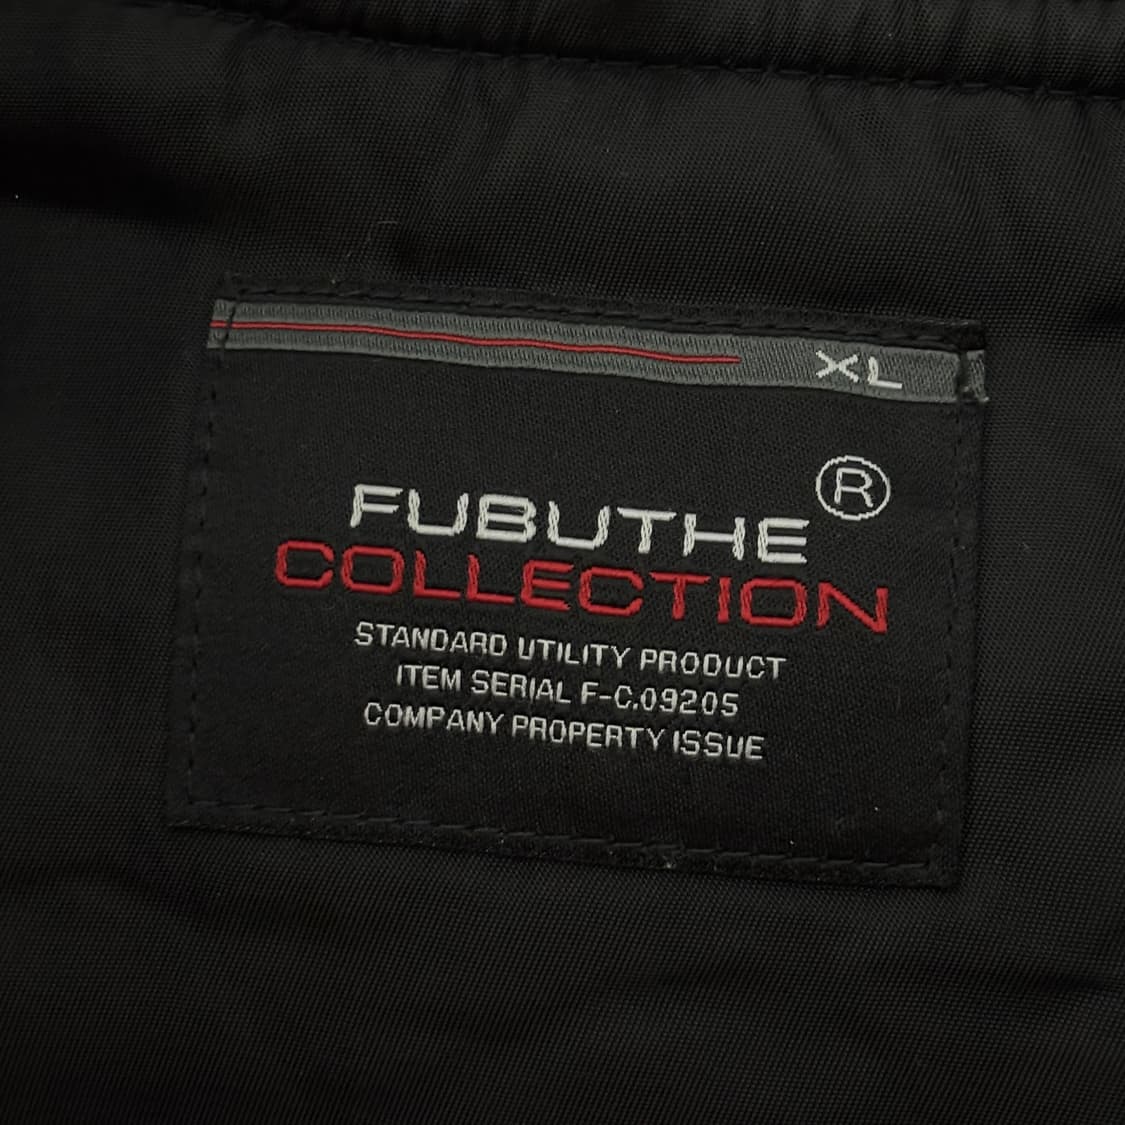 XL
FUBUTHE®
COLLECTION
STANDARD UTILITY PRODUCT
ITEM SERIAL F-C.09205
COMPANY PROPERTY ISSUE